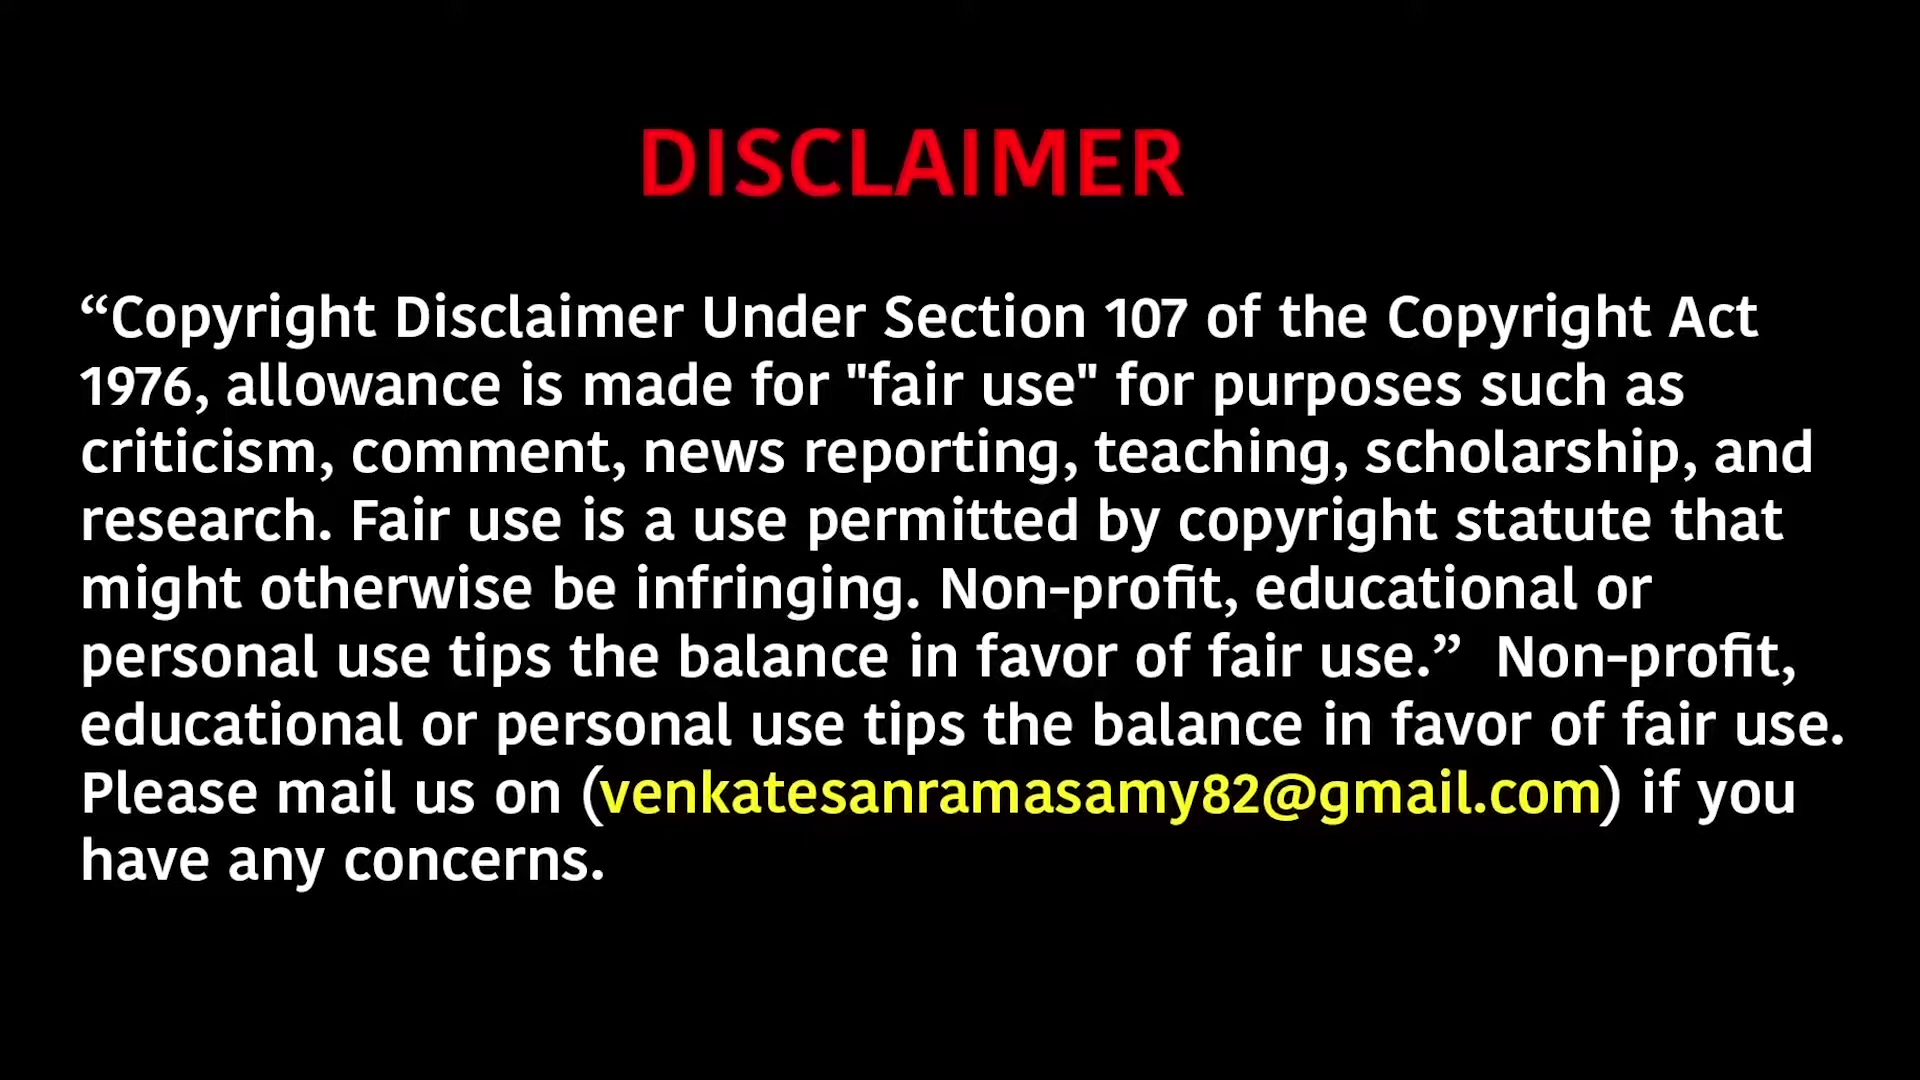 DISCLAIMER
“Copyright Disclaimer Under Section 107 of the Copyright Act
1976, allowance is made for "fair use" for purposes such as
criticism, comment, news reporting, teaching, scholarship, and
research. Fair use is a use permitted by copyright statute that
might otherwise be infringing. Non-profit, educational or
personal use tips the balance in favor of fair use.”  Non-profit,
educational or personal use tips the balance in favor of fair use.
Please mail us on (venkatesanramasamy82@gmail.com) if you
have any concerns.